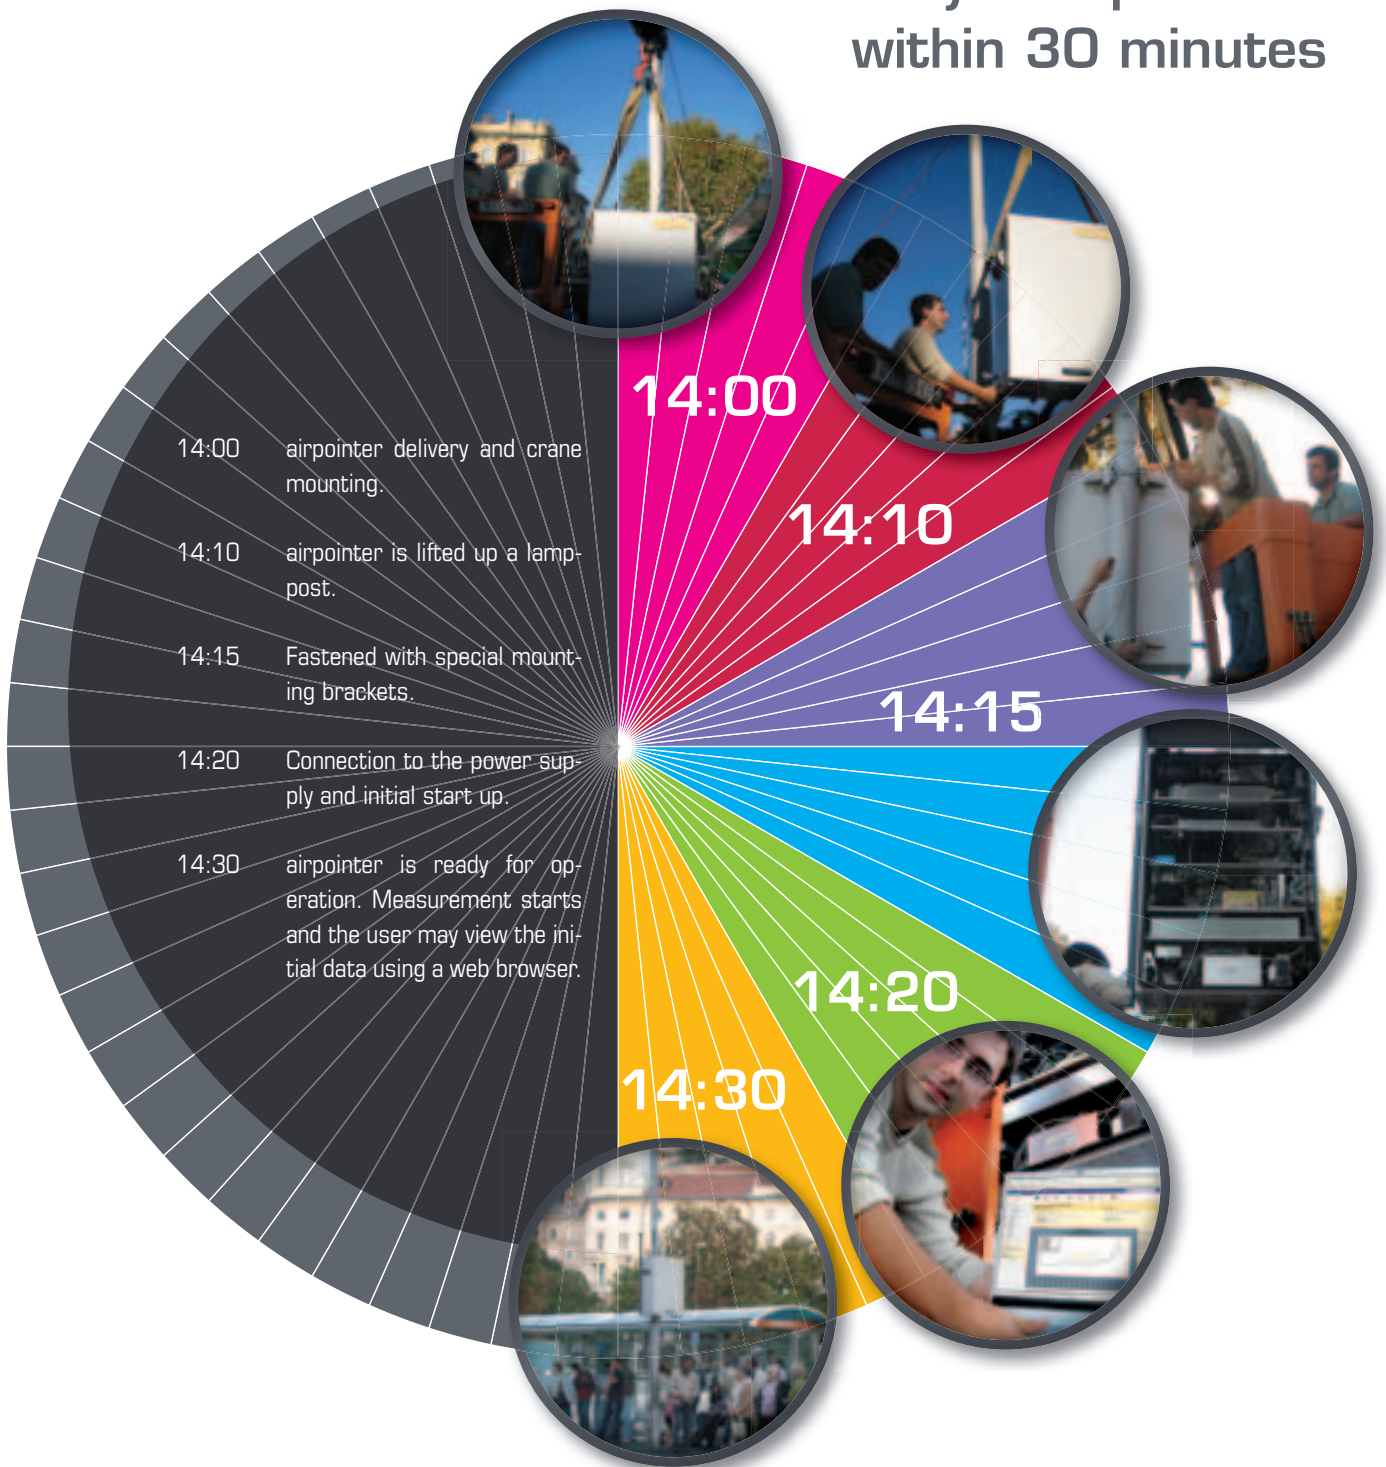 within 30 minutes
14:00
14:10
14:15
14:20
14:30
14:00 airpointer delivery and crane
mounting.
14:10 airpointer is lifted up a lamp-
post.
14:15 Fastened with special mount-
ing brackets.
14:20 Connection to the power sup-
ply and initial start up.
14:30 airpointer is ready for op-
eration. Measurement starts
and the user may view the ini-
tial data using a web browser.